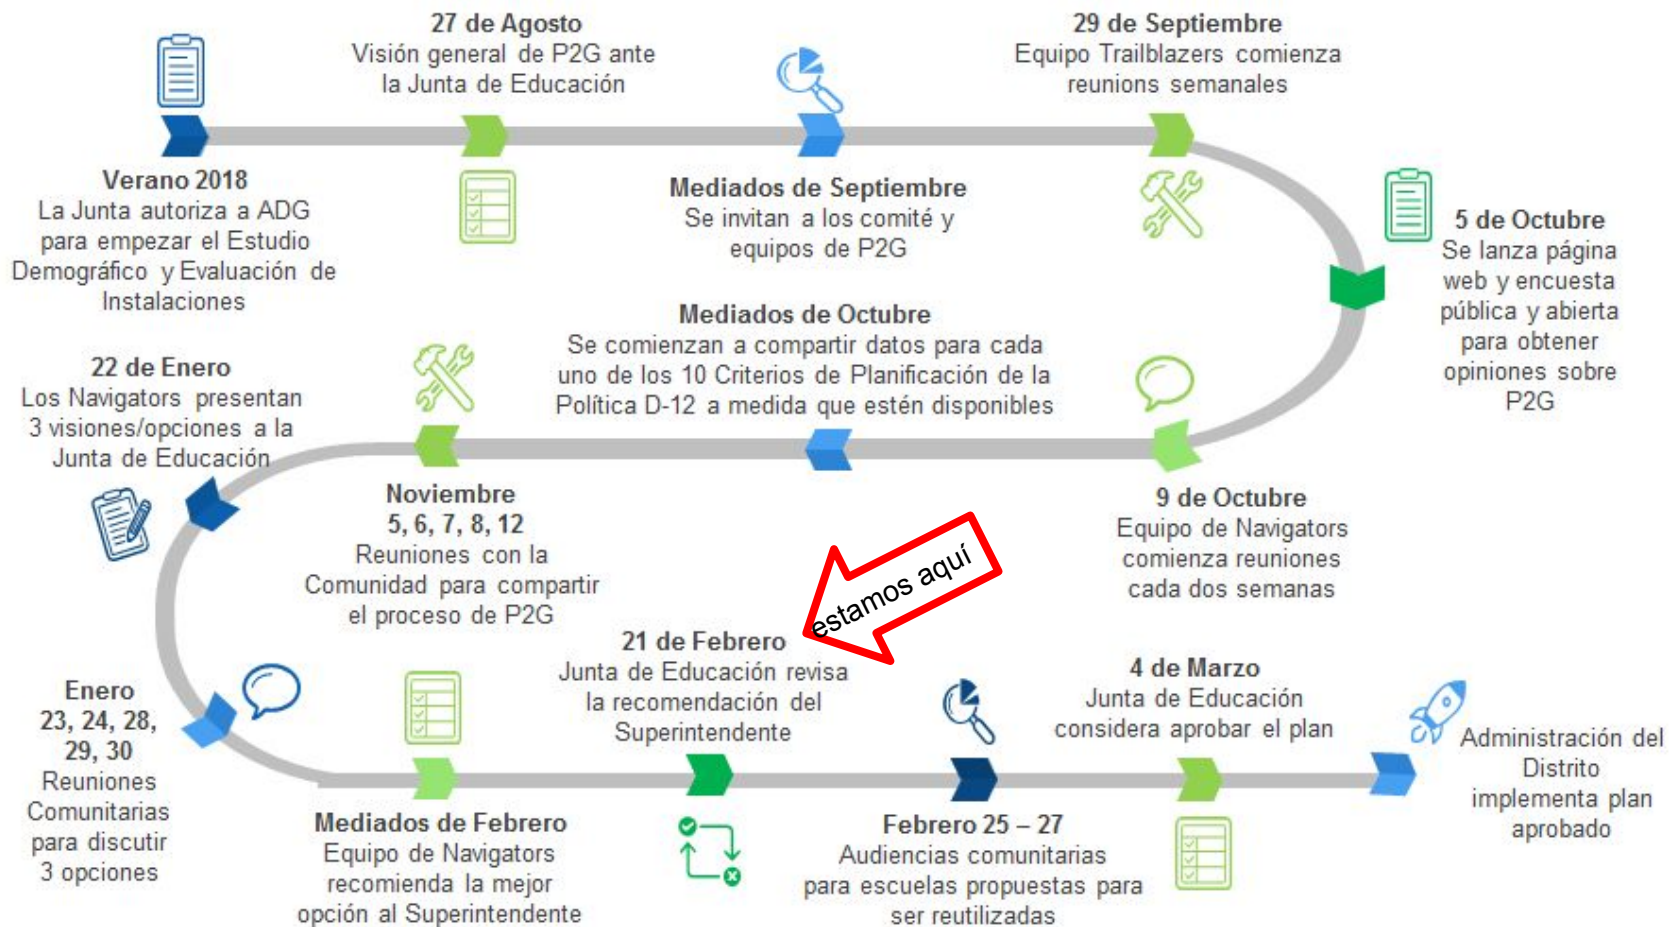 Verano 2018
La Junta autoriza a ADG
para empezar el Estudio
Demográfico y Evaluación de
Instalaciones
27 de Agosto
Visión general de P2G ante
la Junta de Educación
Mediados de Septiembre
Se invitan a los comité y
equipos de P2G
29 de Septiembre
Equipo Trailblazers comienza
reunions semanales
5 de Octubre
Se lanza página
web y encuesta
pública y abierta
para obtener
opiniones sobre
P2G
9 de Octubre
Equipo de Navigators
comienza reuniones
cada dos semanas
Mediados de Octubre
Se comienzan a compartir datos para cada
uno de los 10 Criterios de Planificación de la
Política D-12 a medida que estén disponibles
Noviembre
5, 6, 7, 8, 12
Reuniones con la
Comunidad para compartir
el proceso de P2G
22 de Enero
Los Navigators presentan
3 visiones/opciones a la
Junta de Educación
Enero
23, 24, 28,
29, 30
Reuniones
Comunitarias
para discutir
3 opciones
Mediados de Febrero
Equipo de Navigators
recomienda la mejor
opción al Superintendente
estamos aquí
21 de Febrero
Junta de Educación revisa
la recomendación del
Superintendente
Febrero 25 – 27
Audiencias comunitarias
para escuelas propuestas para
ser reutilizadas
4 de Marzo
Junta de Educación
considera aprobar el plan
Administración del
Distrito
implementa plan
aprobado